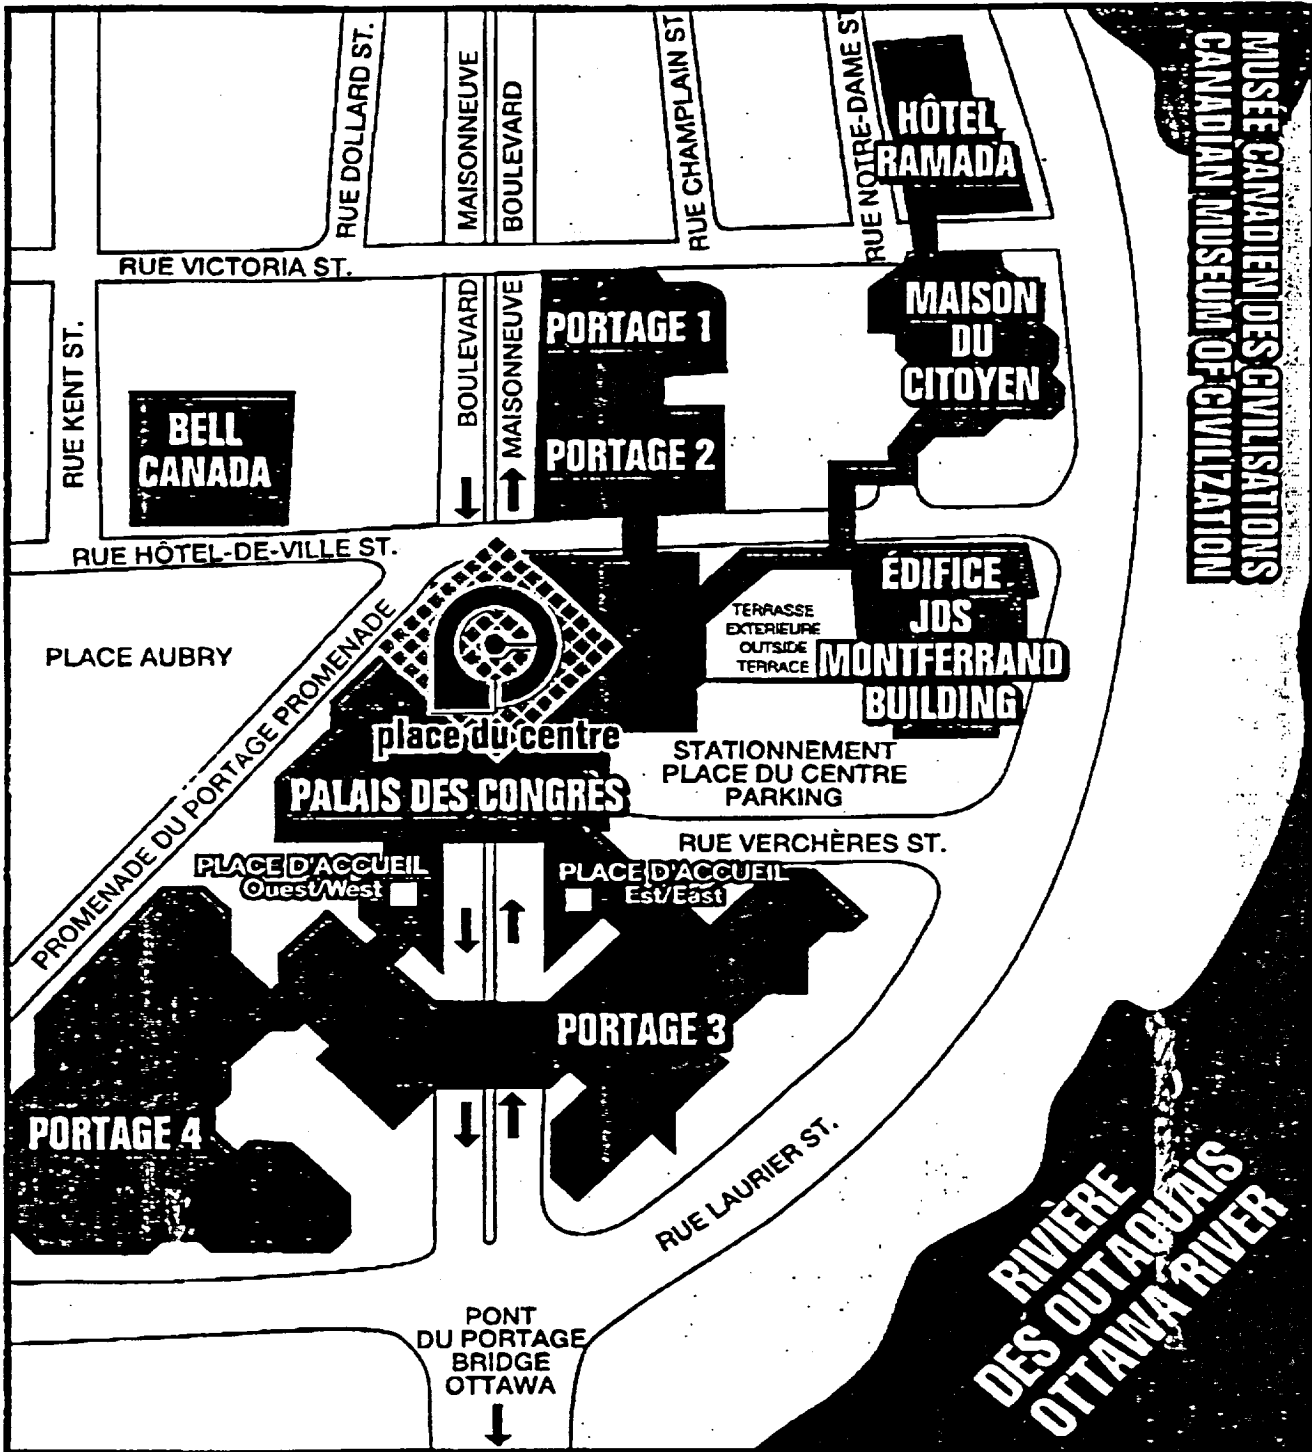 RUE DOLLARD ST.
MAISONNEUVE
BOULEVARD
RUE CHAMPLAIN ST
RUE NOTRE-DAME ST
HÔTEL
RAMADA
MUSÉE CANADIEN DES CIVILISATIONS
CANADIAN MUSEUM OF CIVILIZATION
RUE VICTORIA ST.
RUE KENT ST.
BOULEVARD
MAISONNEUVE
PORTAGE 1
MAISON
DU
CITOYEN
BELL
CANADA
PORTAGE 2
RUE HÔTEL-DE-VILLE ST.
PLACE AUBRY
TERRASSE
EXTERIEURE
OUTSIDE
TERRACE
ÉDIFICE
JOS
MONTFERRAND
BUILDING
place du centre
PALAIS DES CONGRÈS
STATIONNEMENT
PLACE DU CENTRE
PARKING
PROMENADE DU PORTAGE PROMENADE
RUE VERCHÈRES ST.
PLACE D'ACCUEIL
Ouest/West
PLACE D'ACCUEIL
Est/East
PORTAGE 3
PORTAGE 4
RUE LAURIER ST.
RIVIÈRE
DES OUTAOUAIS
OTTAWA RIVER
PONT
DU PORTAGE
BRIDGE
OTTAWA